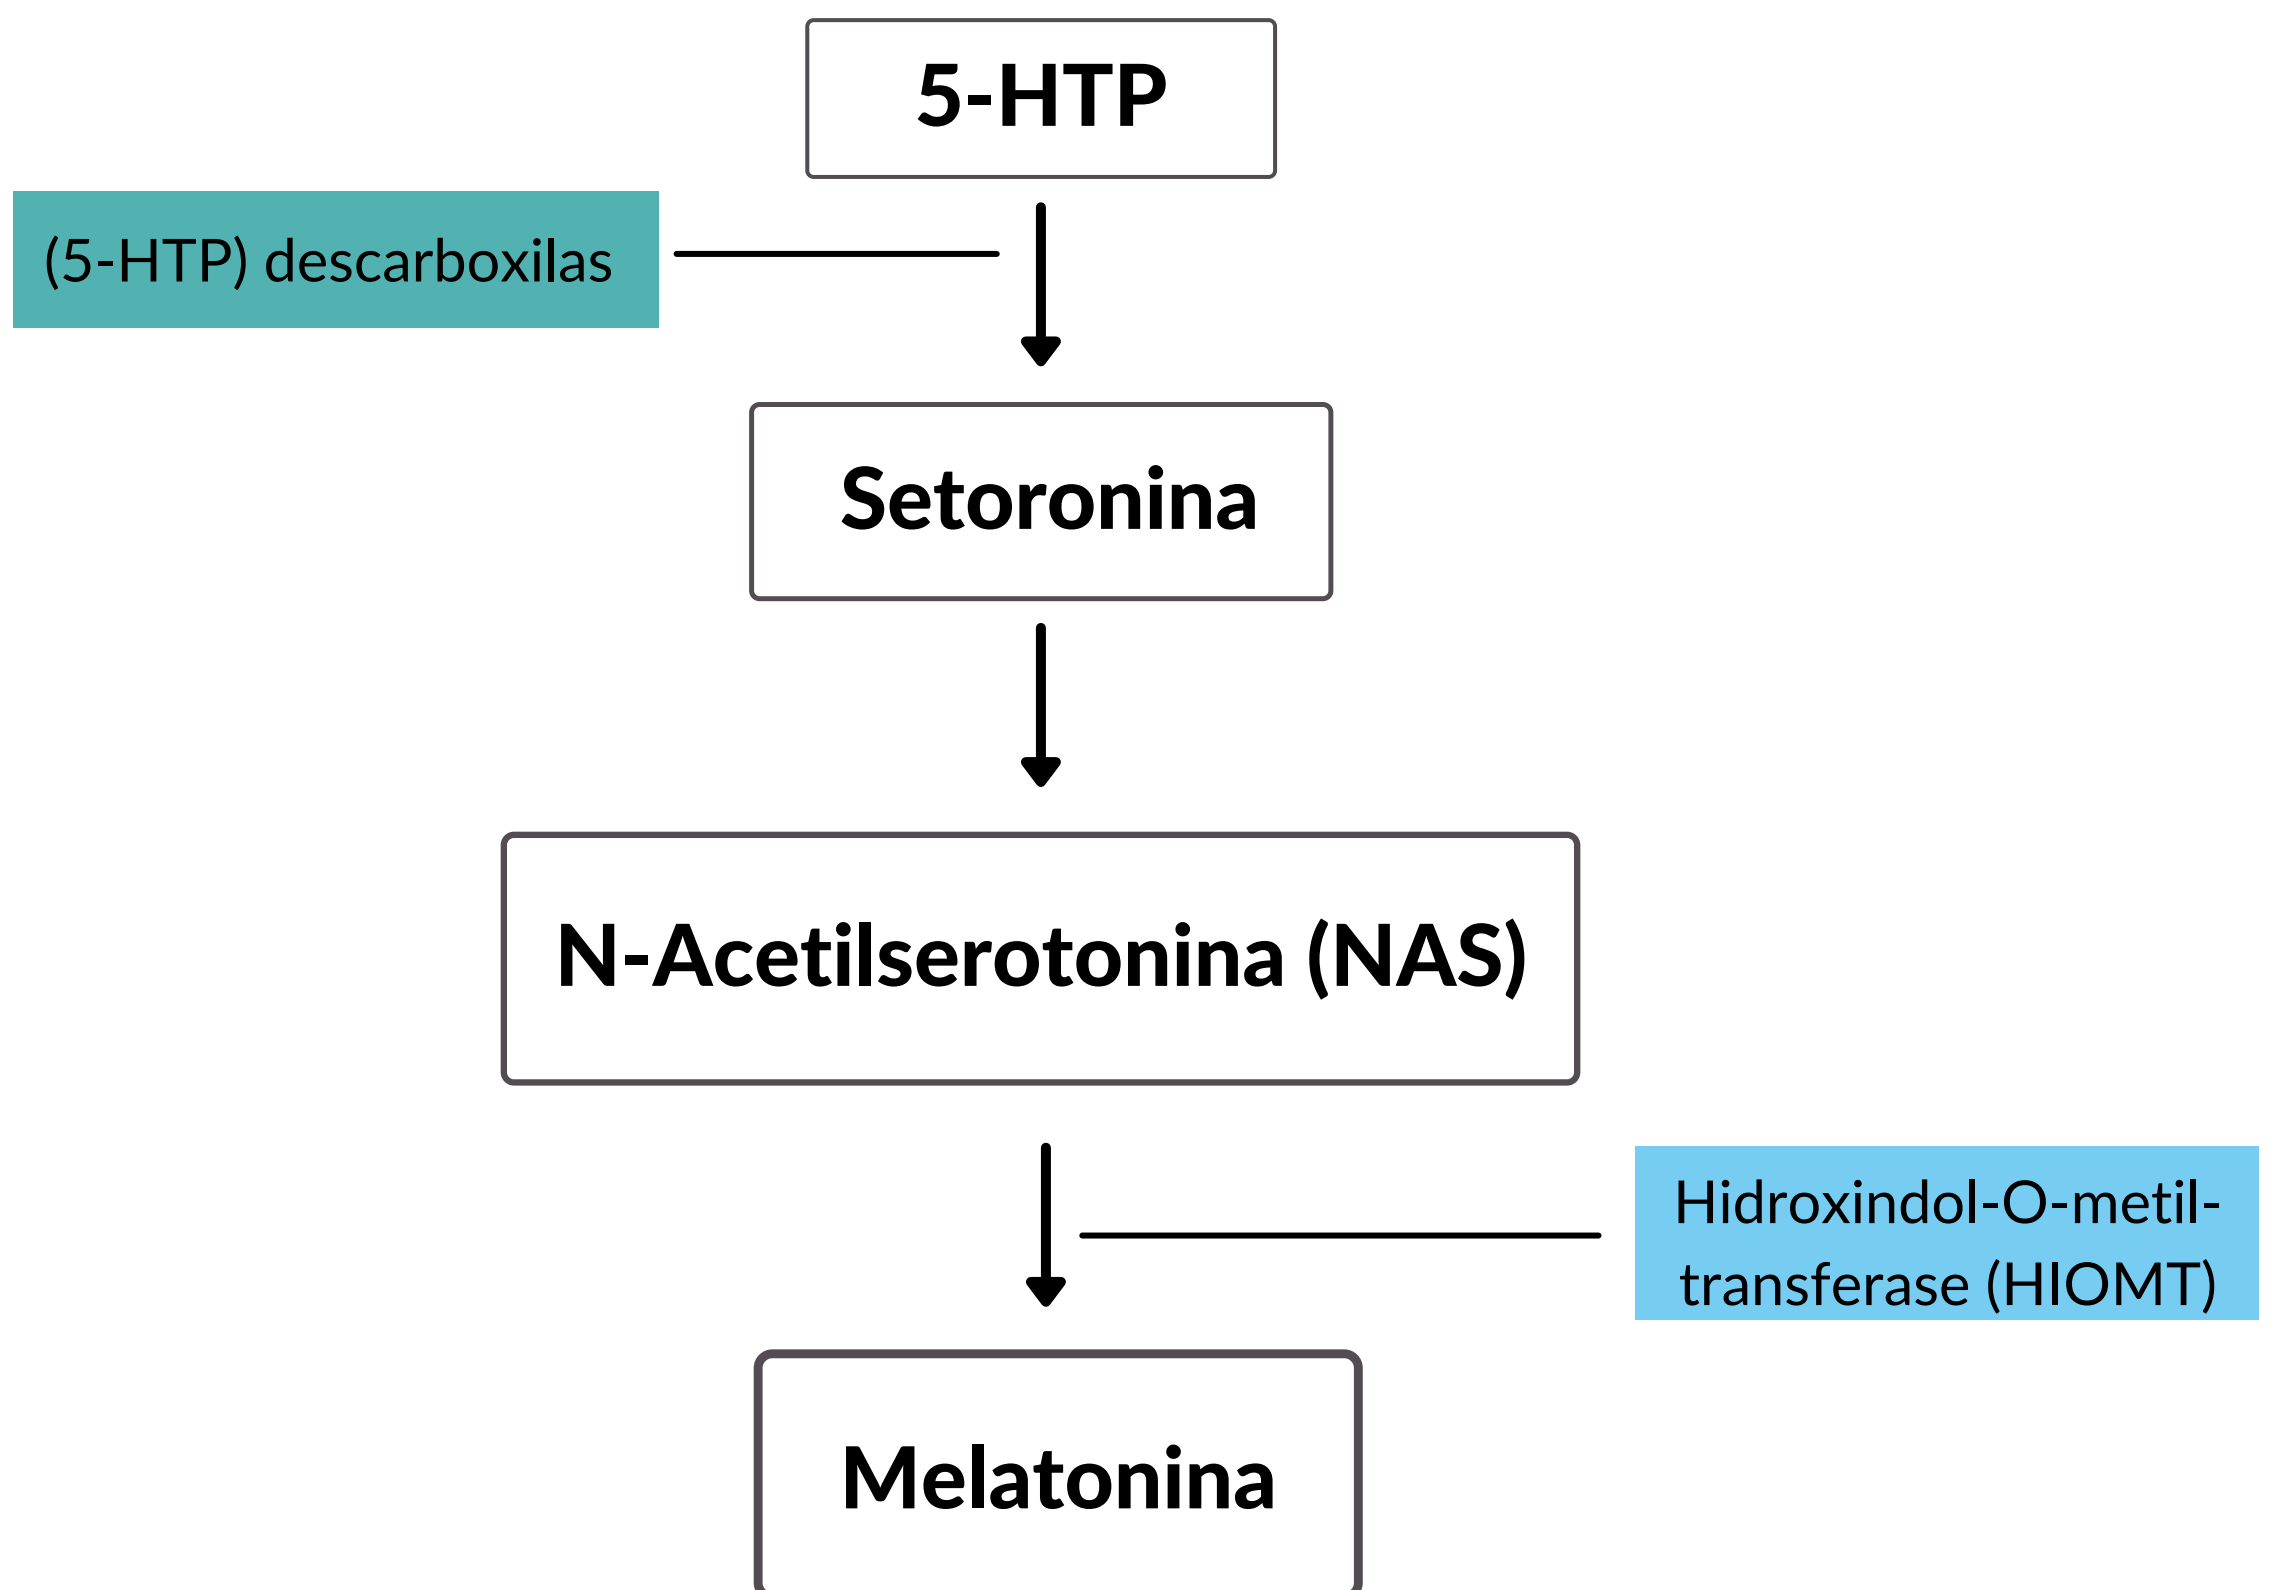 5-HTP
(5-HTP) descarboxilas
Setoronina
N-Acetilserotonina (NAS)
Hidroxindol-O-metil-
transferase (HIOMT)
Melatonina